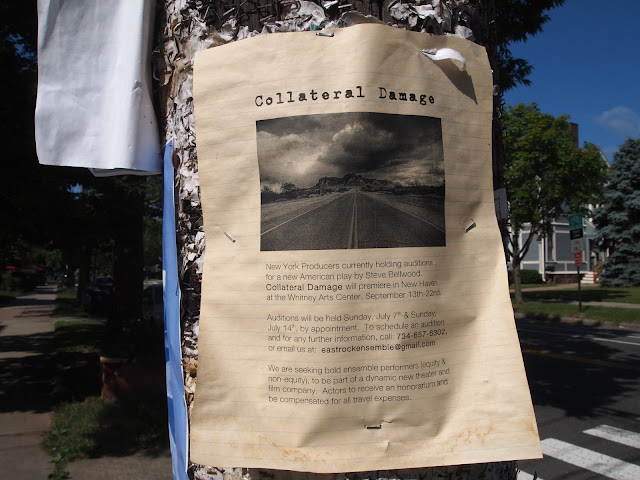 Collateral Damage
New York Producers currently holding auditions
for a new American play by Steve Bellwood.
Collateral Damage will premiere in New Haven
at the Whitney Arts Center, September 13th-22nd.
Auditions will be held Sunday, July 7th & Sunday,
July 14th, by appointment. To schedule an audition
and for any further information, call: 734-657-6302,
or email us at: eastrockensemble@gmail.com
We are seeking bold ensemble performers (equity &
non-equity), to be part of a dynamic new theater and
film company. Actors to receive an honorarium and
be compensated for all travel expenses.